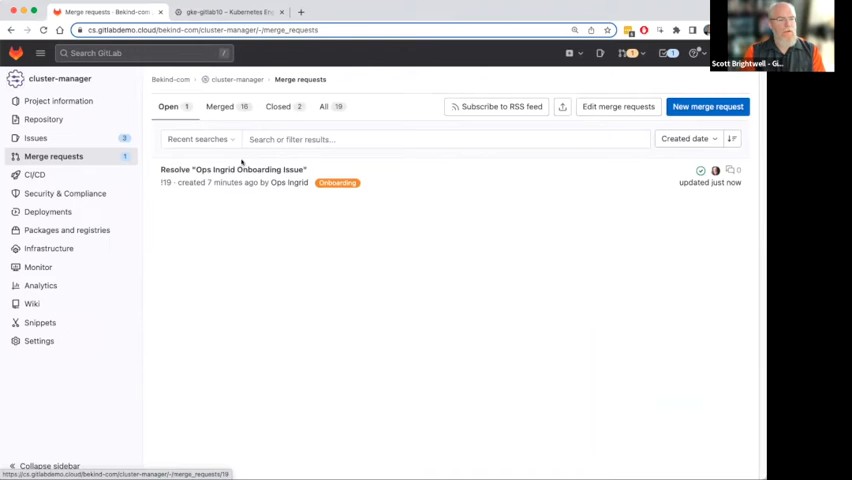 Merge requests · Bekind-com
gke-gitlab10 – Kubernetes Eng
cs.gitlabdemo.cloud/bekind-com/cluster-manager/-/merge_requests
Search GitLab
/
1
1
Scott Brightwell - Gi...
cluster-manager
Bekind-com
cluster-manager
Merge requests
Project information
Open 1
Merged 16
Closed 2
All 19
Subscribe to RSS feed
Edit merge requests
New merge request
Repository
Issues 3
Recent searches
Search or filter results...
Created date
Merge requests 1
Resolve "Ops Ingrid Onboarding Issue"
0
CI/CD
!19 · created 7 minutes ago by Ops Ingrid
Onboarding
updated just now
Security & Compliance
Deployments
Packages and registries
Infrastructure
Monitor
Analytics
Wiki
Snippets
Settings
Collapse sidebar
https://cs.gitlabdemo.cloud/bekind-com/cluster-manager/-/merge_requests/19